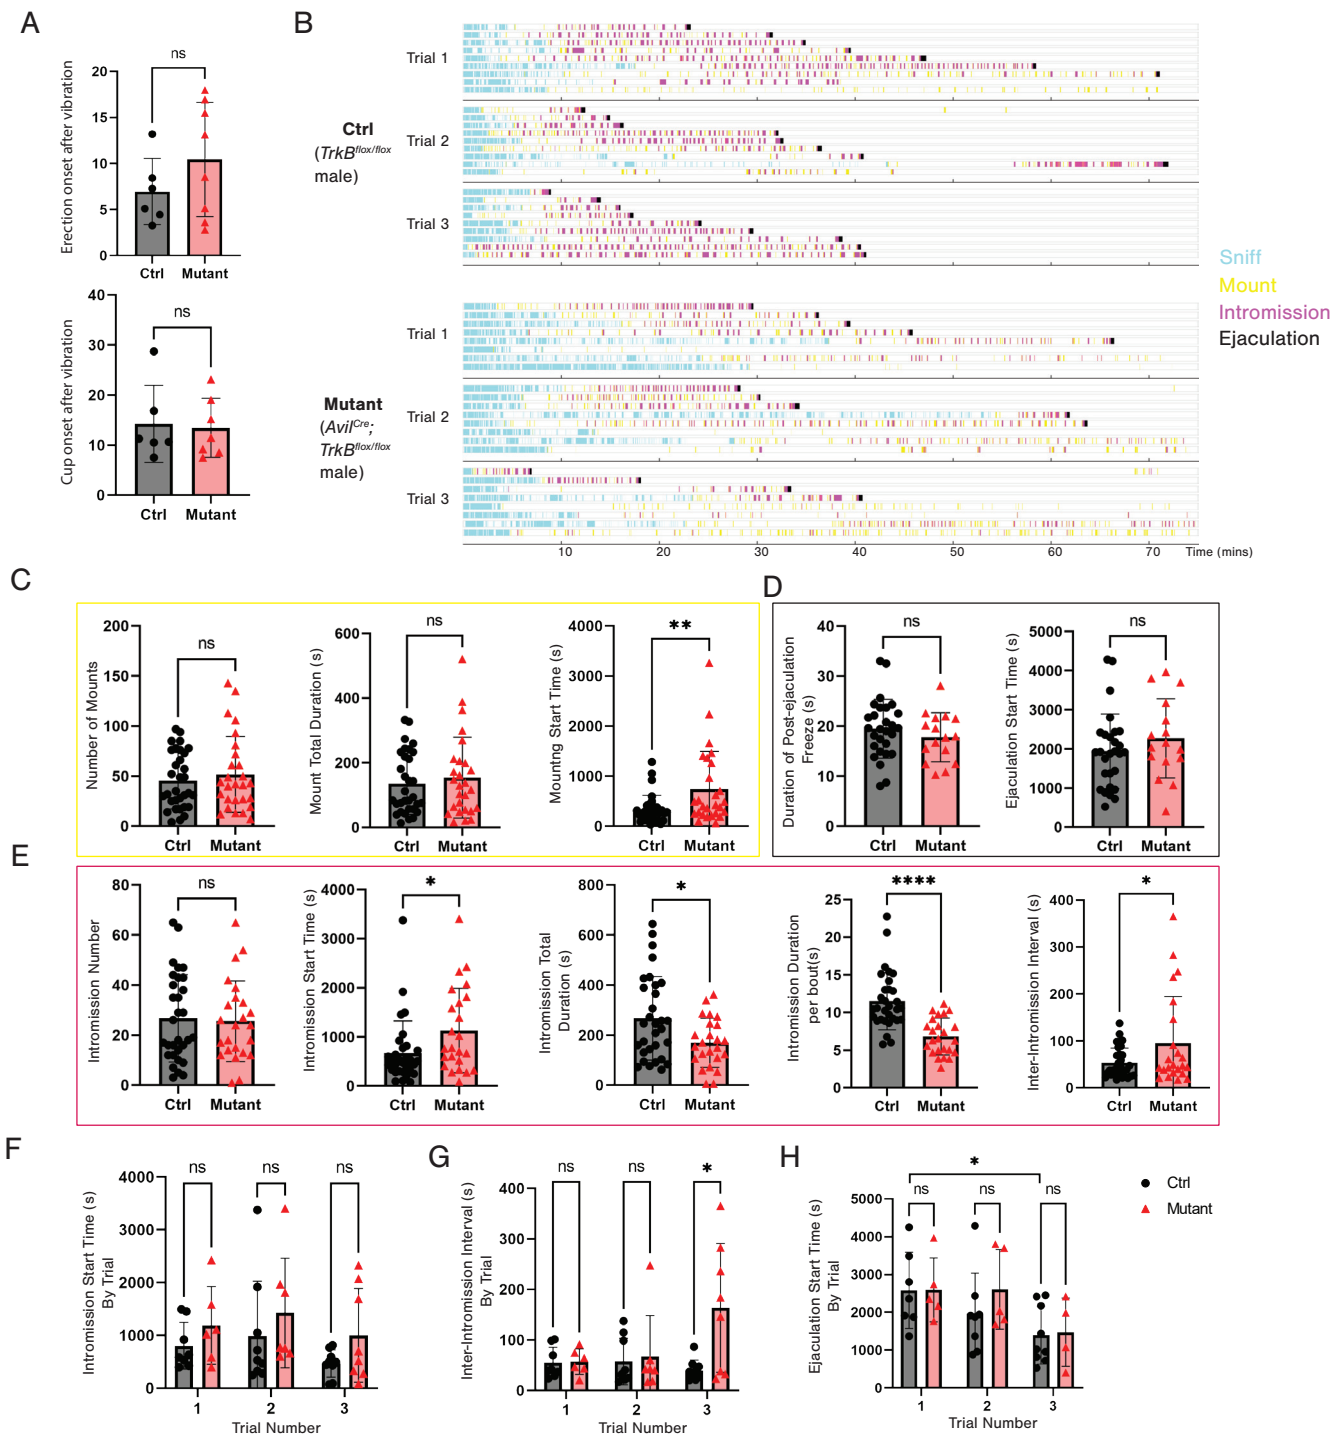 A
ns
Erection onset after vibration
20
15
10
5
0
Ctrl
Mutant
ns
Cup onset after vibration
40
30
20
10
0
Ctrl
Mutant
B
Ctrl
(TrkBflox/flox
male)
Trial 1
Trial 2
Trial 3
Mutant
(AvilCre;
TrkBflox/flox
male)
Trial 1
Trial 2
Trial 3
10
20
30
40
50
60
70
Time (mins)
Sniff
Mount
Intromission
Ejaculation
C
ns
Number of Mounts
200
150
100
50
0
Ctrl
Mutant
ns
Mount Total Duration (s)
600
400
200
0
Ctrl
Mutant
**
Mountng Start Time (s)
4000
3000
2000
1000
0
Ctrl
Mutant
D
ns
Duration of Post-ejaculation
Freeze (s)
40
30
20
10
0
Ctrl
Mutant
ns
Ejaculation Start Time (s)
5000
4000
3000
2000
1000
0
Ctrl
Mutant
E
ns
Intromission Number
80
60
40
20
0
Ctrl
Mutant
*
Intromission Start Time (s)
4000
3000
2000
1000
0
Ctrl
Mutant
*
Intromission Total
Duration (s)
800
600
400
200
0
Ctrl
Mutant
****
Intromission Duration
per bout(s)
25
20
15
10
5
0
Ctrl
Mutant
*
Inter-Intromission Interval (s)
400
300
200
100
0
Ctrl
Mutant
F
ns
ns
ns
Intromission Start Time (s)
By Trial
4000
3000
2000
1000
0
1
2
3
Trial Number
G
ns
ns
*
Inter-Intromission Interval (s)
By Trial
400
300
200
100
0
1
2
3
Trial Number
H
*
ns
ns
ns
Ejaculation Start Time (s)
By Trial
5000
4000
3000
2000
1000
0
1
2
3
Trial Number
Ctrl
Mutant